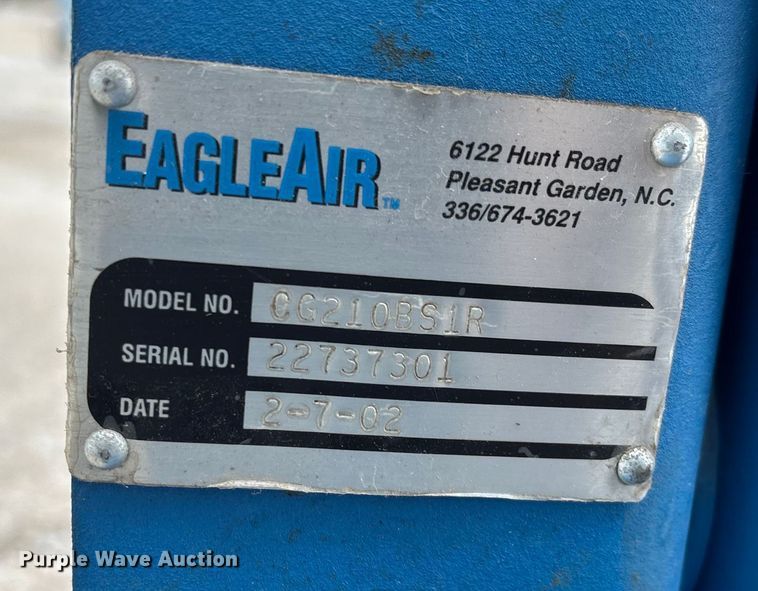 EAGLEAIR™
6122 Hunt Road
Pleasant Garden, N.C.
336/674-3621
MODEL NO. CG210BS1R
SERIAL NO. 22737301
DATE 2-7-02
Purple Wave Auction